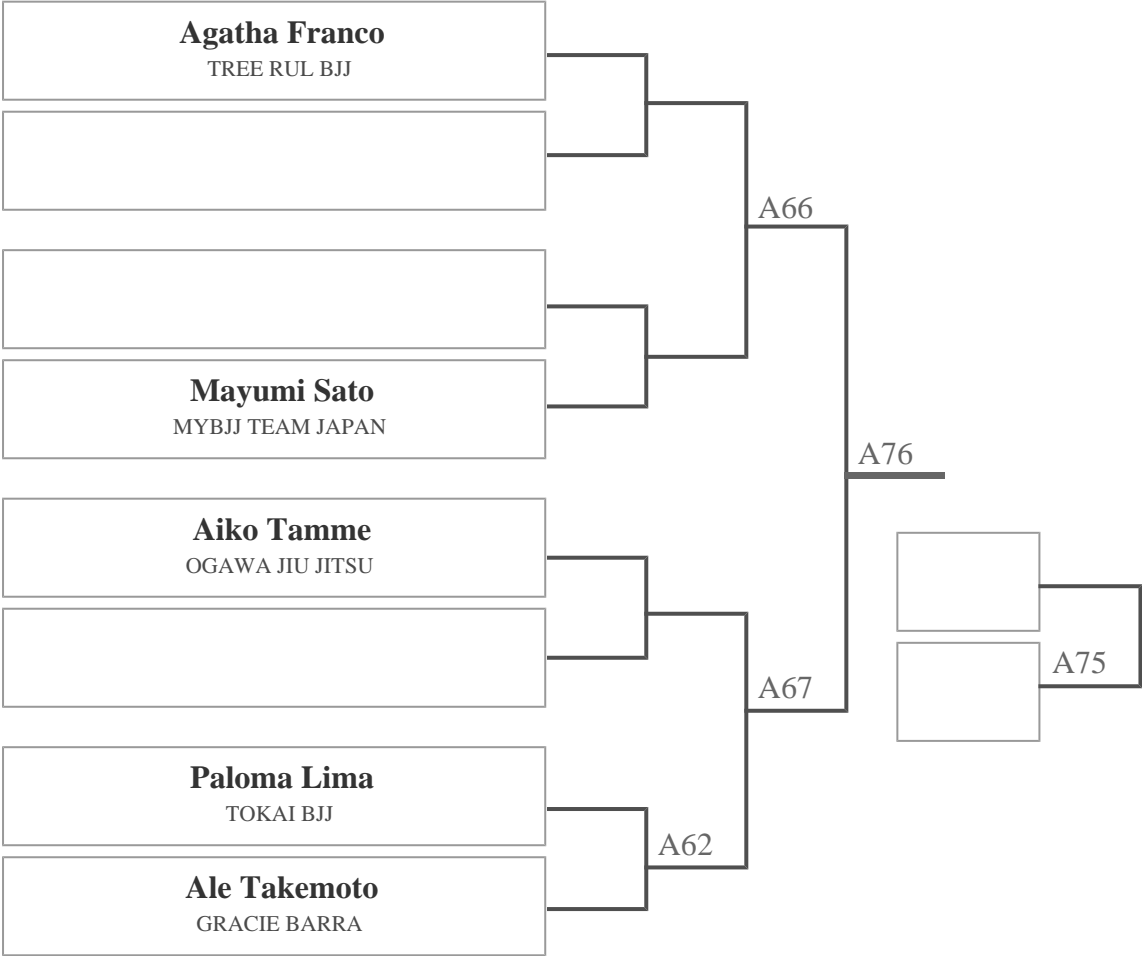 Agatha Franco
TREE RUL BJJ
A66
Mayumi Sato
MYBJJ TEAM JAPAN
A76
Aiko Tamme
OGAWA JIU JITSU
A75
A67
Paloma Lima
TOKAI BJJ
A62
Ale Takemoto
GRACIE BARRA